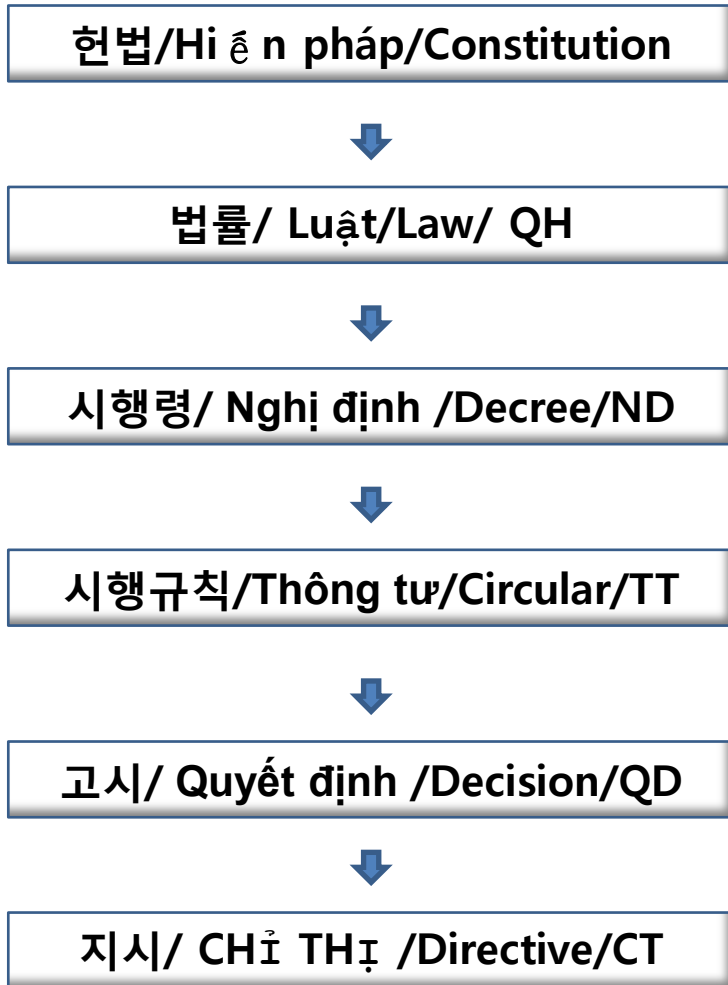 헌법/Hi ế n pháp/Constitution
법률/ Luật/Law/ QH
시행령/ Nghị định /Decree/ND
시행규칙/Thông tư/Circular/TT
고시/ Quyết định /Decision/QD
지시/ CHỈ THỊ /Directive/CT